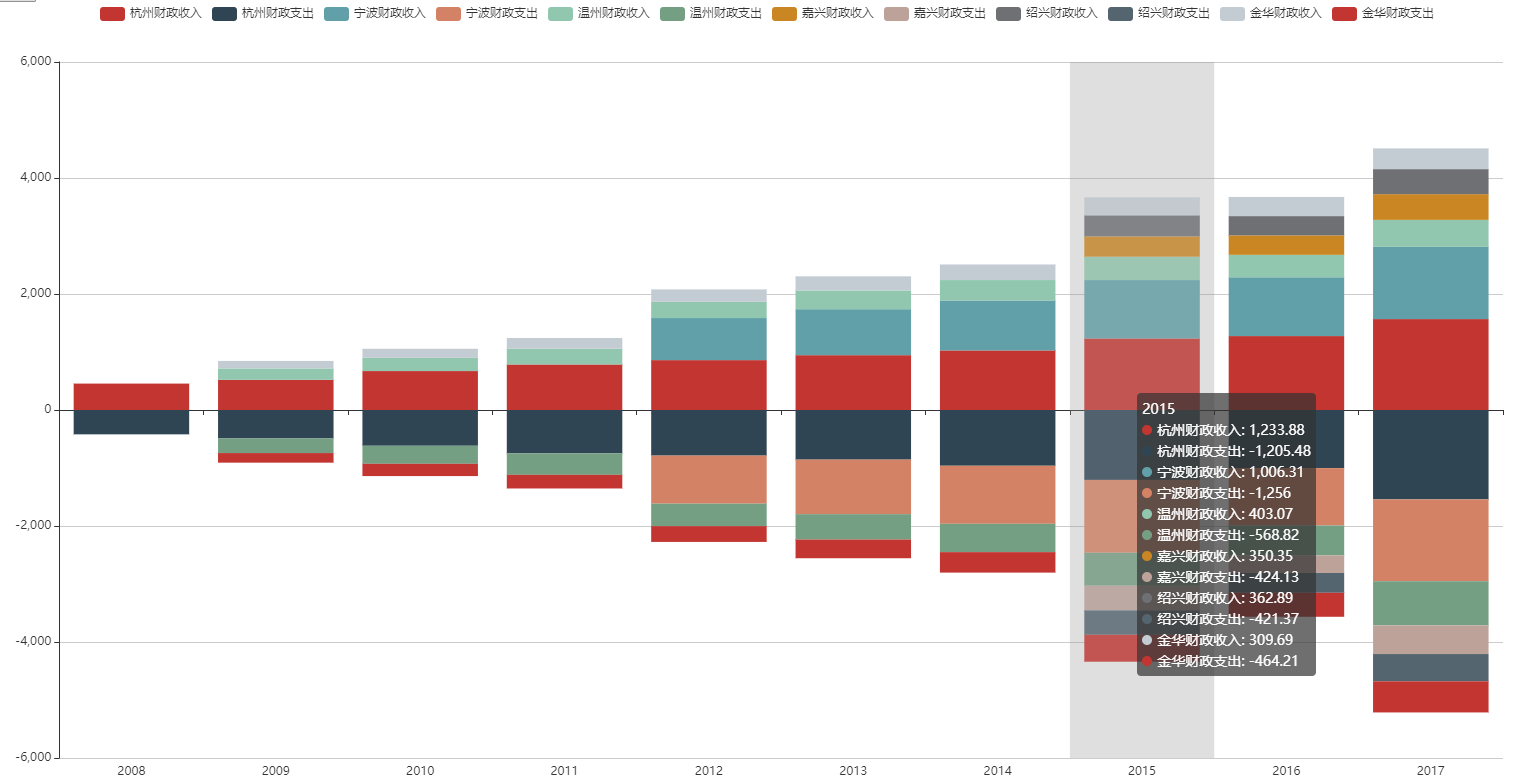 杭州财政收入 杭州财政支出 宁波财政收入 宁波财政支出 温州财政收入 温州财政支出 嘉兴财政收入 嘉兴财政支出 绍兴财政收入 绍兴财政支出 金华财政收入 金华财政支出
6,000
4,000
2,000
0
-2,000
-4,000
-6,000
2015
杭州财政收入: 1,233.88
杭州财政支出: -1,205.48
宁波财政收入: 1,006.31
宁波财政支出: -1,256
温州财政收入: 403.07
温州财政支出: -568.82
嘉兴财政收入: 350.35
嘉兴财政支出: -424.13
绍兴财政收入: 362.89
绍兴财政支出: -421.37
金华财政收入: 309.69
金华财政支出: -464.21
2008 2009 2010 2011 2012 2013 2014 2015 2016 2017